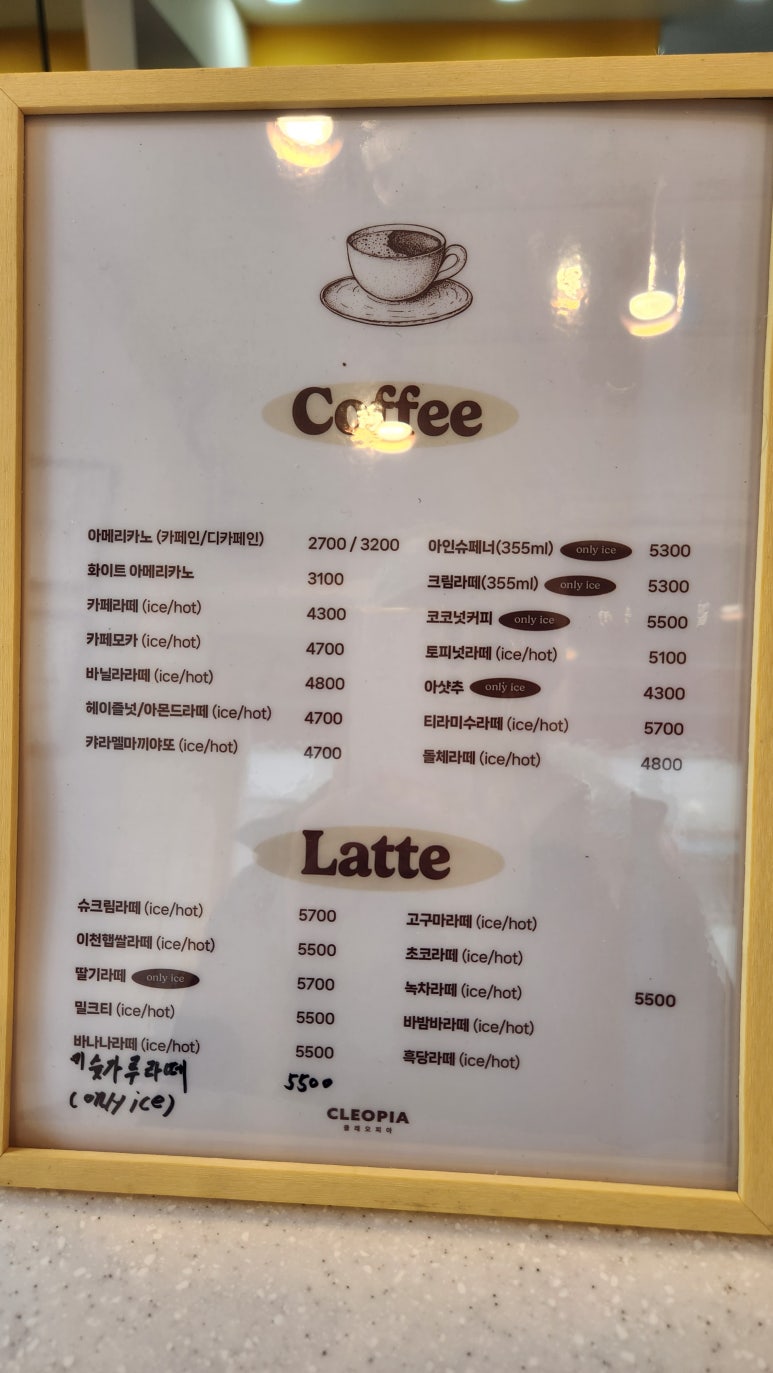 Coffee
아메리카노 (카페인/디카페인) 2700 / 3200
화이트 아메리카노 3100
카페라떼 (ice/hot) 4300
카페모카 (ice/hot) 4700
바닐라라떼 (ice/hot) 4800
헤이즐넛/아몬드라떼 (ice/hot) 4700
캬라멜마끼야또 (ice/hot) 4700
아인슈페너(355ml) only ice 5300
크림라떼(355ml) only ice 5300
코코넛커피 only ice 5500
토피넛라떼 (ice/hot) 5100
아샷추 only ice 4300
티라미수라떼 (ice/hot) 5700
돌체라떼 (ice/hot) 4800
Latte
슈크림라떼 (ice/hot) 5700
이천햅쌀라떼 (ice/hot) 5500
딸기라떼 only ice 5700
밀크티 (ice/hot) 5500
바나나라떼 (ice/hot) 5500
미숫가루라떼 5500
(only ice)
고구마라떼 (ice/hot)
초코라떼 (ice/hot)
녹차라떼 (ice/hot) 5500
바밤바라떼 (ice/hot)
흑당라떼 (ice/hot)
CLEOPIA
클레오피아